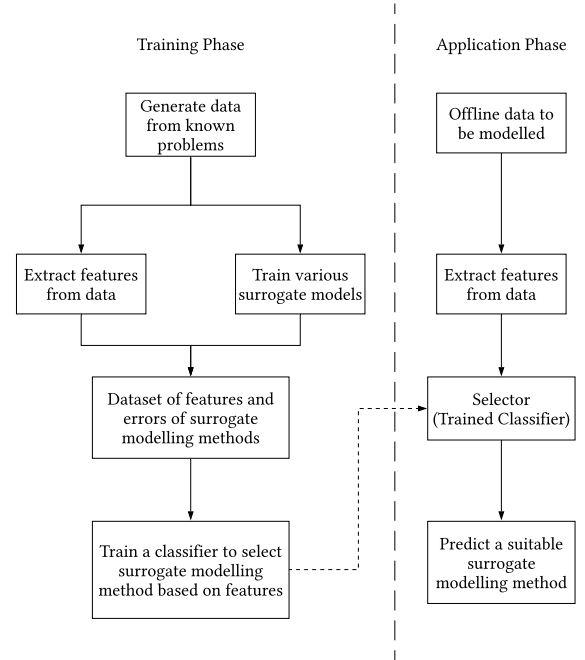 Training Phase
Generate data
from known
problems
Extract features
from data
Train various
surrogate models
Dataset of features and
errors of surrogate
modelling methods
Train a classifier to select
surrogate modelling
method based on features
Application Phase
Offline data to
be modelled
Extract features
from data
Selector
(Trained Classifier)
Predict a suitable
surrogate
modelling method